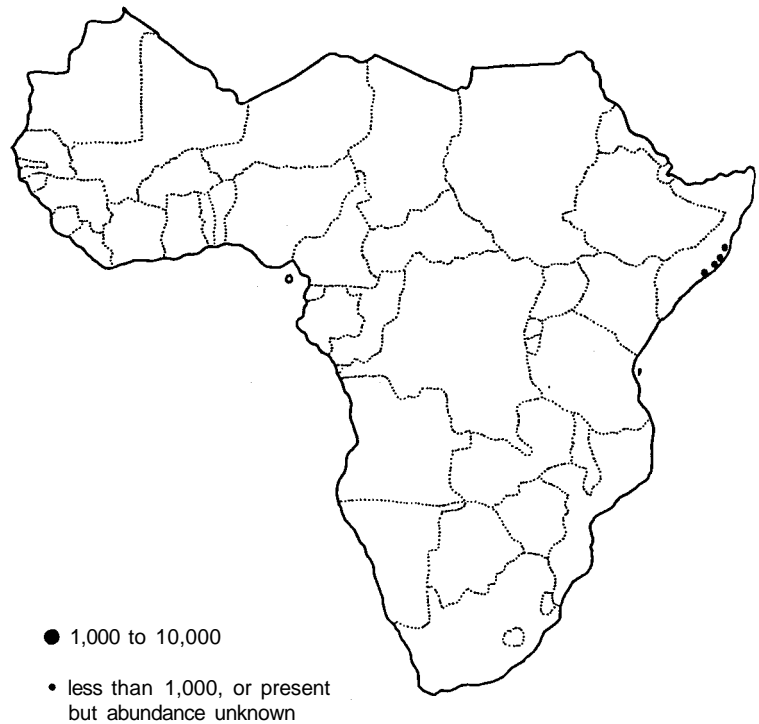 1,000 to 10,000
less than 1,000, or present
but abundance unknown